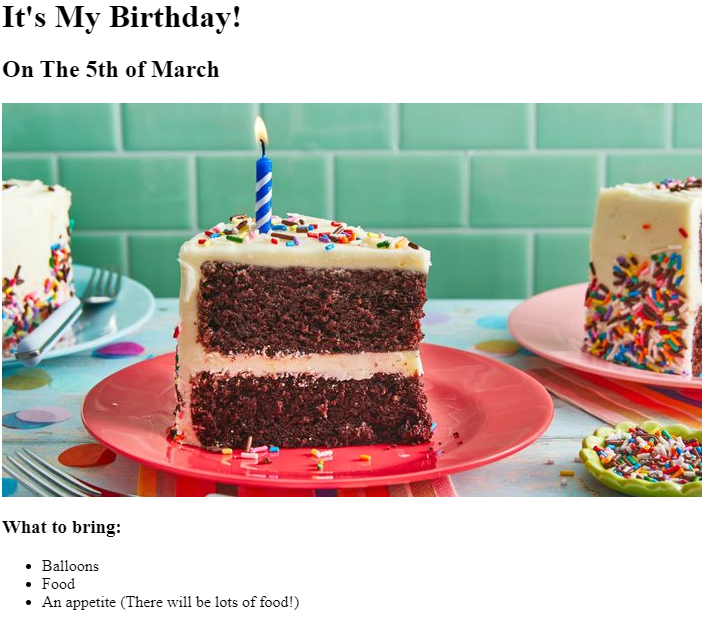 It's My Birthday!
On The 5th of March
What to bring:
Balloons
Food
An appetite (There will be lots of food!)